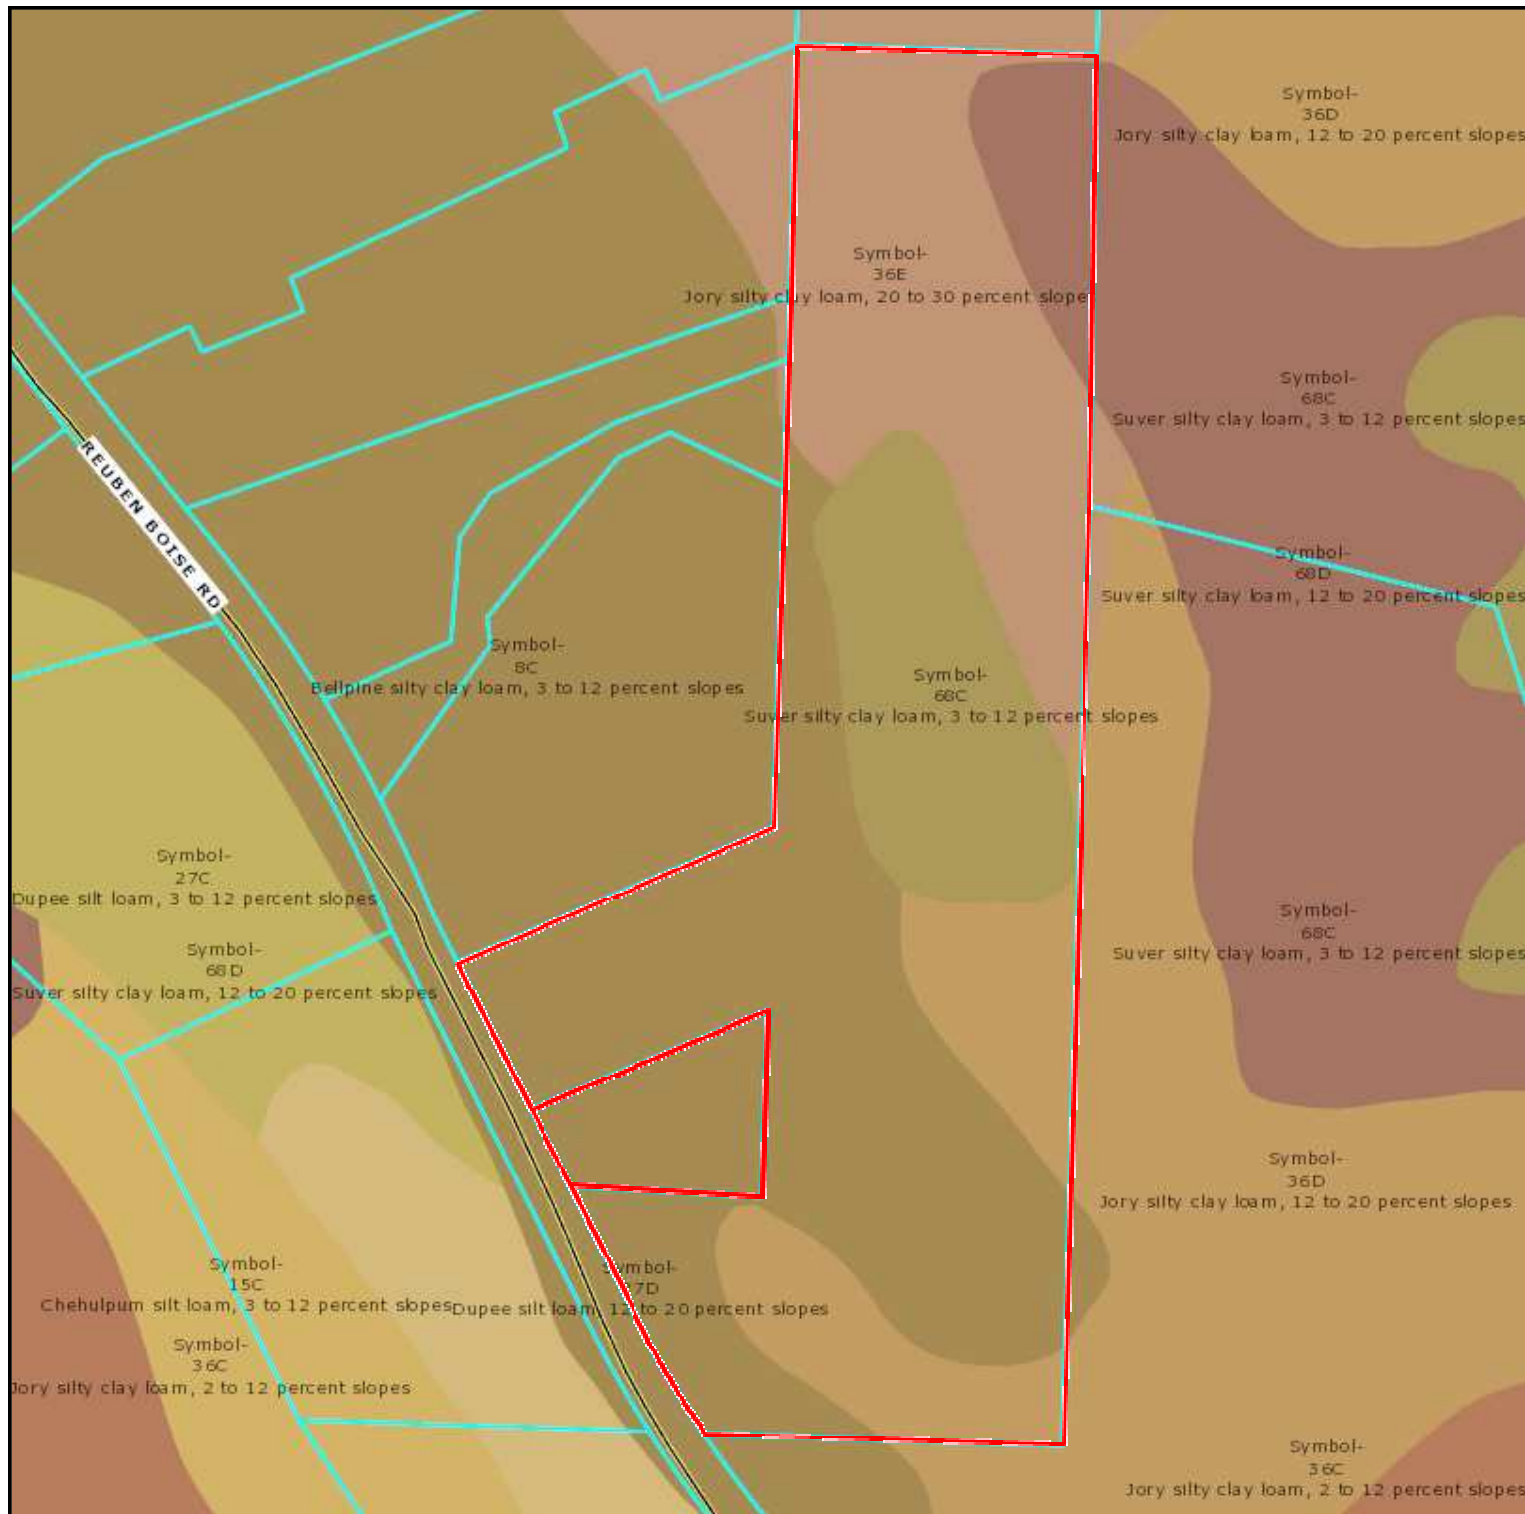 Symbol-
36D
Jory silty clay loam, 12 to 20 percent slopes
Symbol-
36E
Jory silty clay loam, 20 to 30 percent slope
Symbol-
68C
Suver silty clay loam, 3 to 12 percent slopes
REUBEN BOISE RD
Symbol-
68D
Suver silty clay loam, 12 to 20 percent slopes
Symbol-
8C
Bellpine silty clay loam, 3 to 12 percent slopes
Symbol-
68C
Suver silty clay loam, 3 to 12 percent slopes
Symbol-
27C
Dupee silt loam, 3 to 12 percent slopes
Symbol-
68C
Suver silty clay loam, 3 to 12 percent slopes
Symbol-
68D
Suver silty clay loam, 12 to 20 percent slopes
Symbol-
36D
Jory silty clay loam, 12 to 20 percent slopes
Symbol-
15C
Chehulpum silt loam, 3 to 12 percent slopes
Symbol-
27D
Dupee silt loam, 12 to 20 percent slopes
Symbol-
36C
Jory silty clay loam, 2 to 12 percent slopes
Symbol-
36C
Jory silty clay loam, 2 to 12 percent slopes